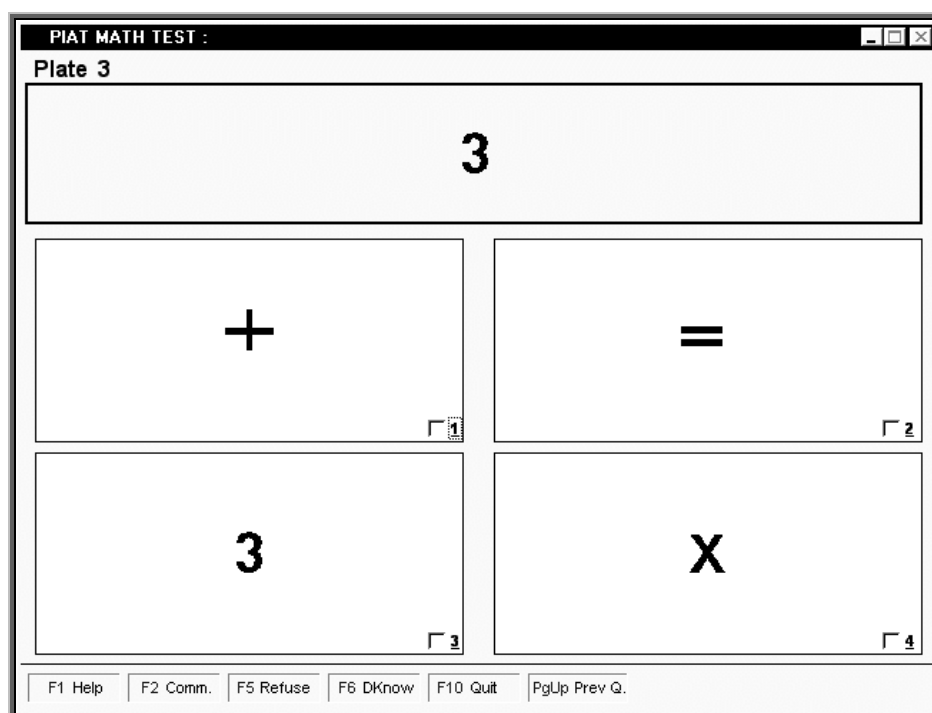 PIAT MATH TEST :
Plate 3
3
+ =
1 2
3 X
3 4
F1 Help F2 Comm. F5 Refuse F6 DKnow F10 Quit PgUp Prev Q.